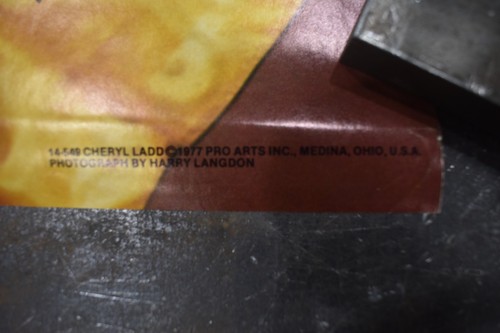 14-549 CHERYL LADD©1977 PRO ARTS INC., MEDINA, OHIO, U.S.A.
PHOTOGRAPH BY HARRY LANGDON